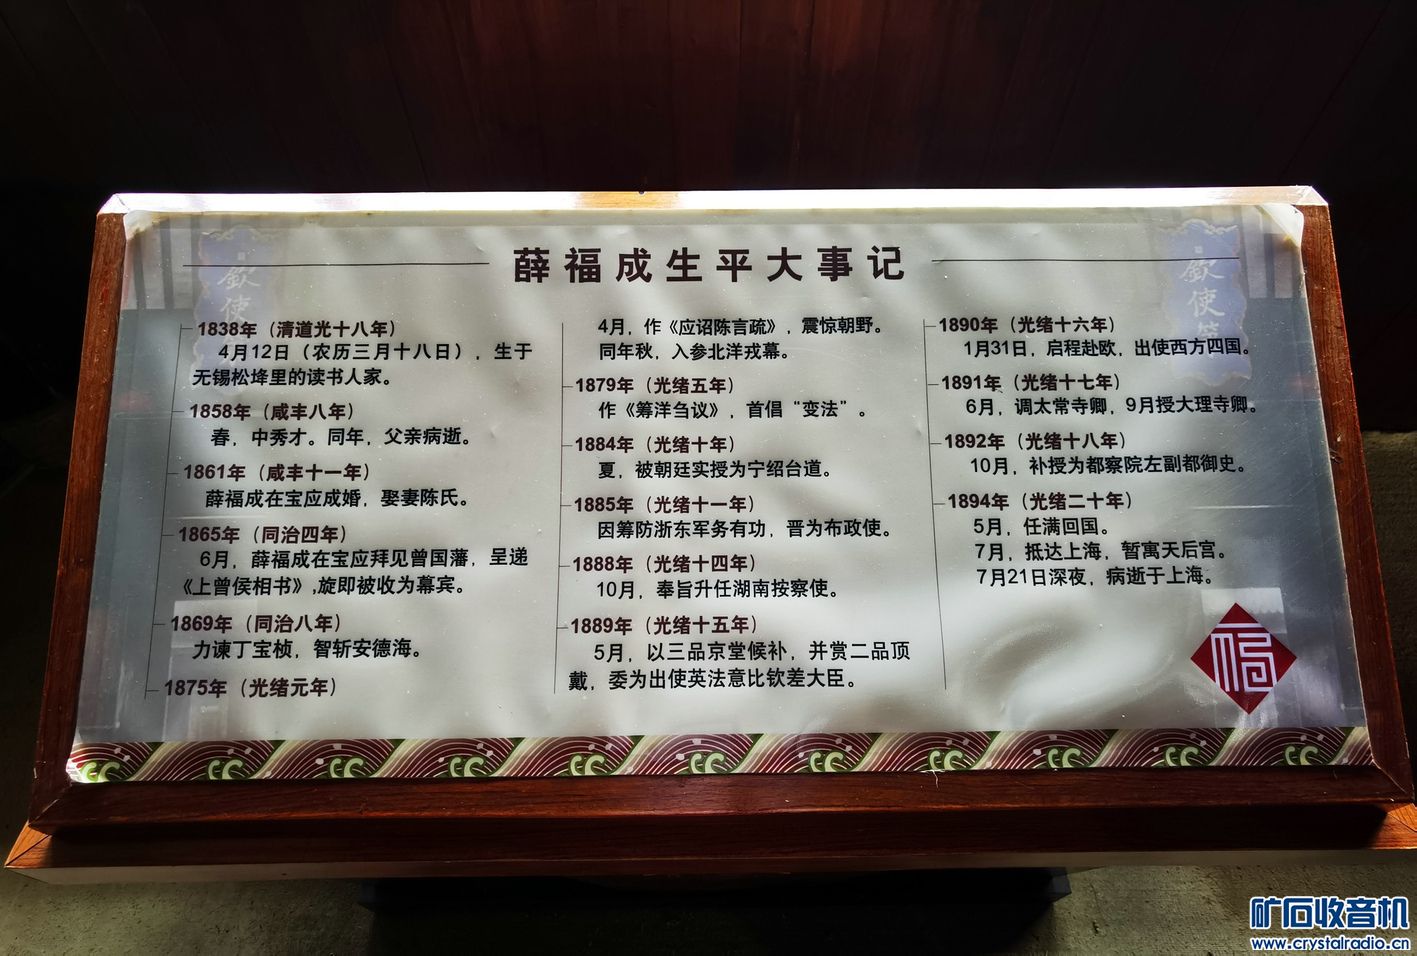 薛福成生平大事记
1838年（清道光十八年）
4月12日（农历三月十八日），生于
无锡松埄里的读书人家。
1858年（咸丰八年）
春，中秀才。同年，父亲病逝。
1861年（咸丰十一年）
薛福成在宝应成婚，娶妻陈氏。
1865年（同治四年）
6月，薛福成在宝应拜见曾国藩，呈递
《上曾侯相书》,旋即被收为幕宾。
1869年（同治八年）
力谏丁宝桢，智斩安德海。
1875年（光绪元年）
4月，作《应诏陈言疏》，震惊朝野。
同年秋，入参北洋戎幕。
1879年（光绪五年）
作《筹洋刍议》，首倡“变法”。
1884年（光绪十年）
夏，被朝廷实授为宁绍台道。
1885年（光绪十一年）
因筹防浙东军务有功，晋为布政使。
1888年（光绪十四年）
10月，奉旨升任湖南按察使。
1889年（光绪十五年）
5月，以三品京堂候补，并赏二品顶
戴，委为出使英法意比钦差大臣。
1890年（光绪十六年）
1月31日，启程赴欧，出使西方四国。
1891年（光绪十七年）
6月，调太常寺卿，9月授大理寺卿。
1892年（光绪十八年）
10月，补授为都察院左副都御史。
1894年（光绪二十年）
5月，任满回国。
7月，抵达上海，暂寓天后宫。
7月21日深夜，病逝于上海。
欽使
欽使
矿石收音机
www.crystalradio.cn